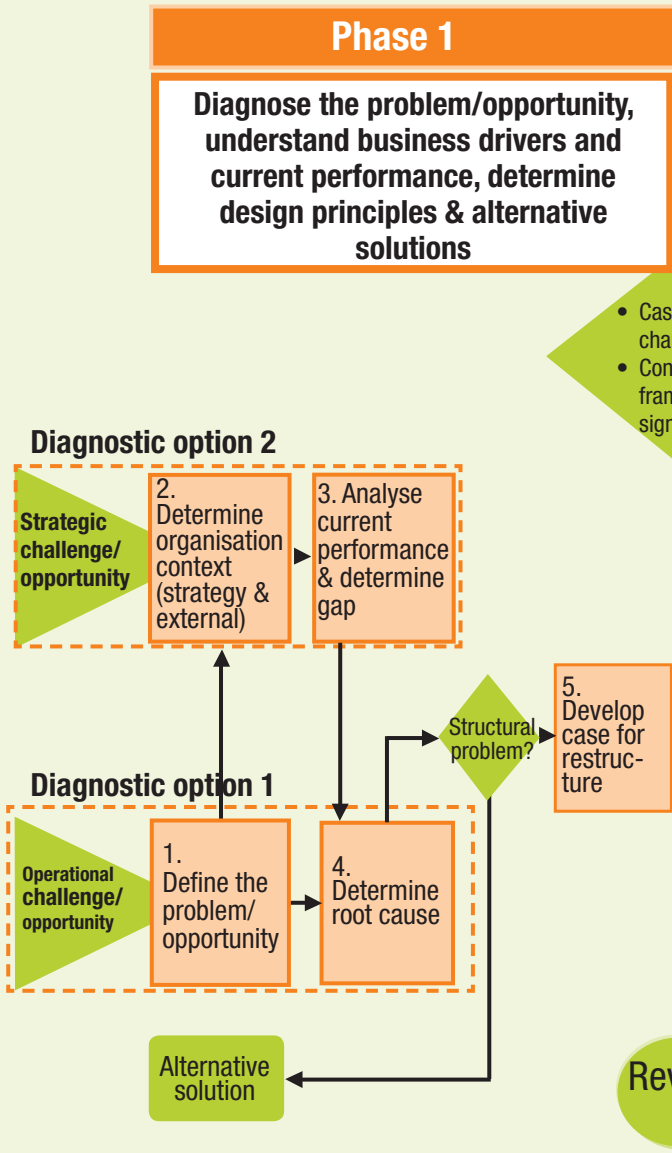 Phase 1
Diagnose the problem/opportunity,
understand business drivers and
current performance, determine
design principles & alternative
solutions
Diagnostic option 2
Strategic
challenge/
opportunity
2.
Determine
organisation
context
(strategy &
external)
3. Analyse
current
performance
& determine
gap
Structural
problem?
5.
Develop
case for
restruc-
ture
Diagnostic option 1
Operational
challenge/
opportunity
1.
Define the
problem/
opportunity
4.
Determine
root cause
Alternative
solution